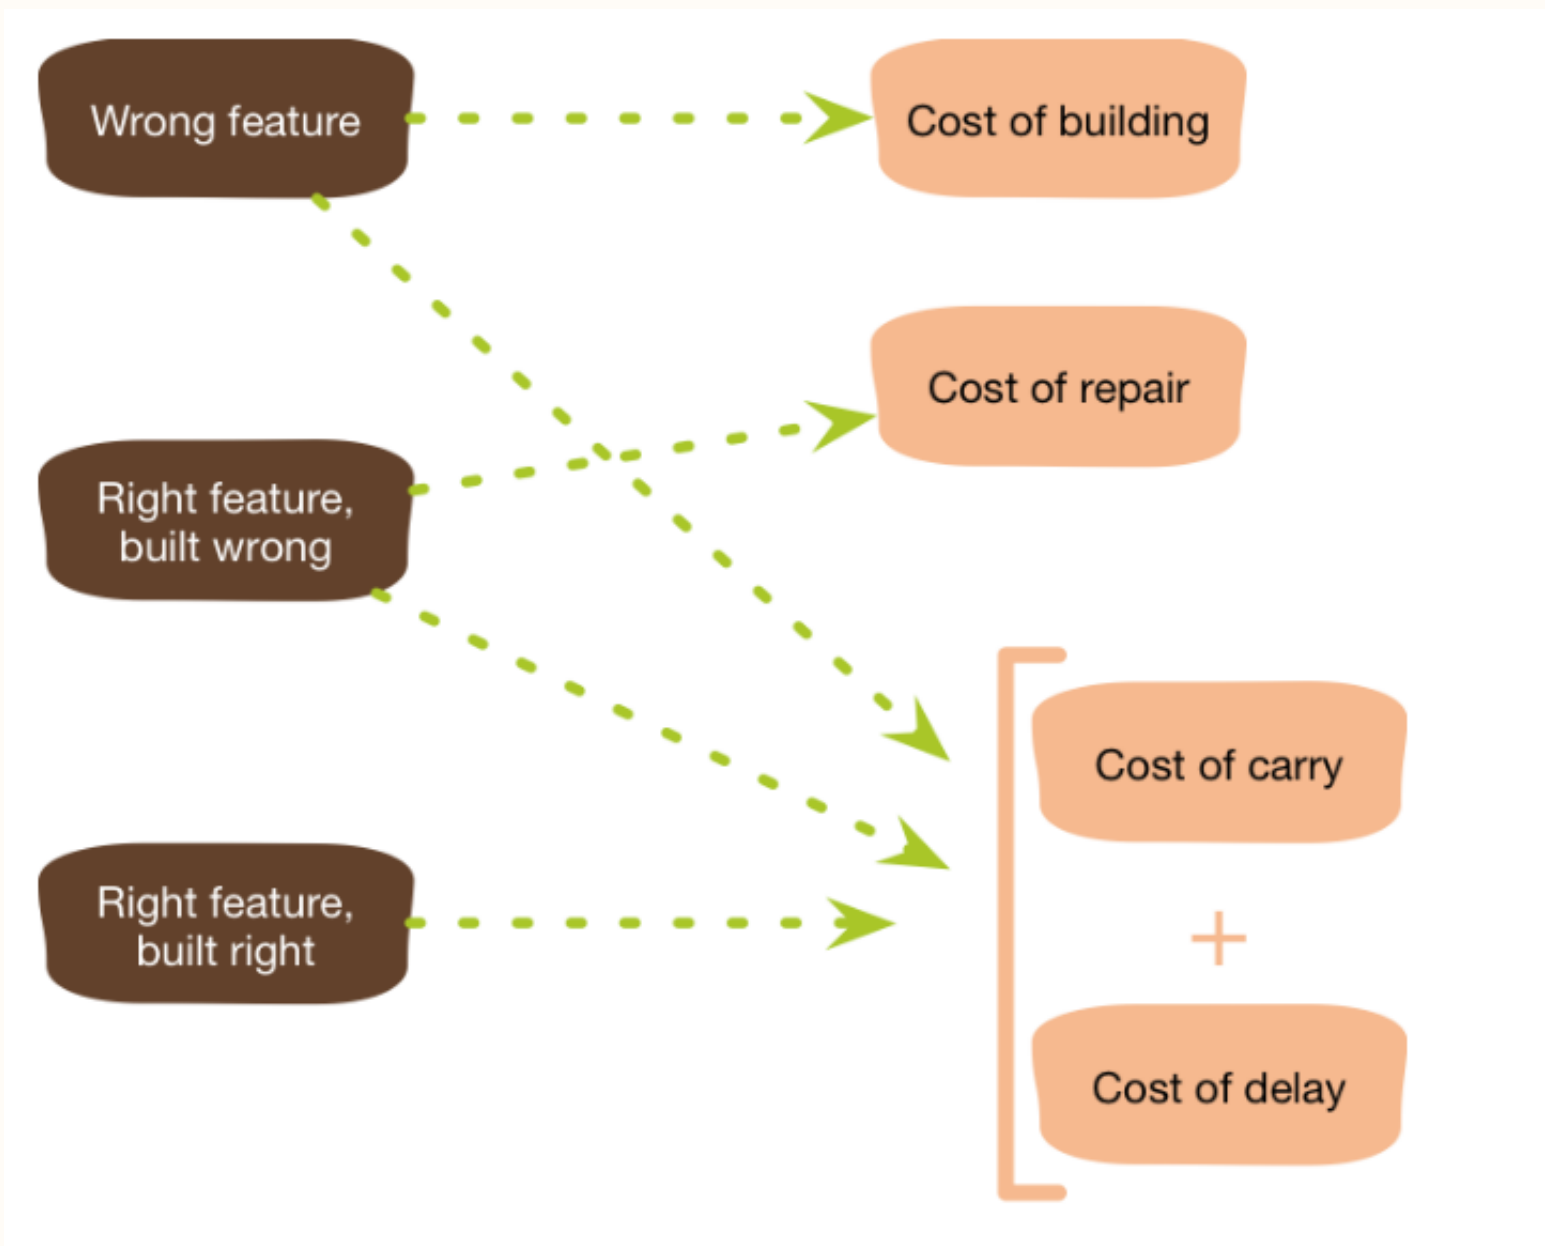 Wrong feature
Cost of building
Cost of repair
Right feature,
built wrong
Cost of carry
Right feature,
built right
+
Cost of delay